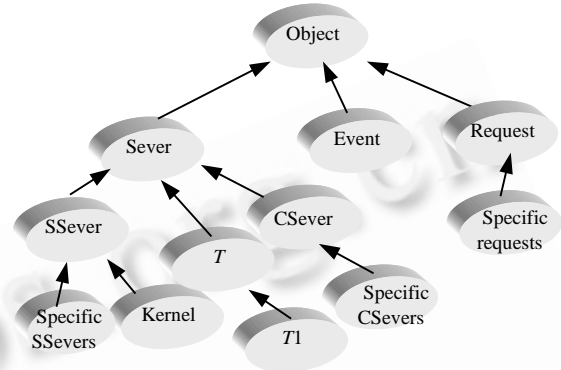 Object
Sever
Event
Request
SSever
T
CSever
Specific
requests
Specific
SSevers
Kernel
T1
Specific
CSevers